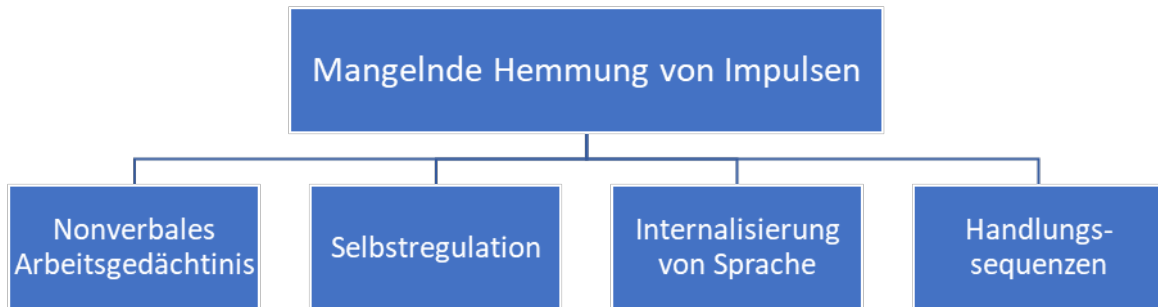 Mangelnde Hemmung von Impulsen
Nonverbales
Arbeitsgedächtinis
Selbstregulation
Internalisierung
von Sprache
Handlungs-
sequenzen